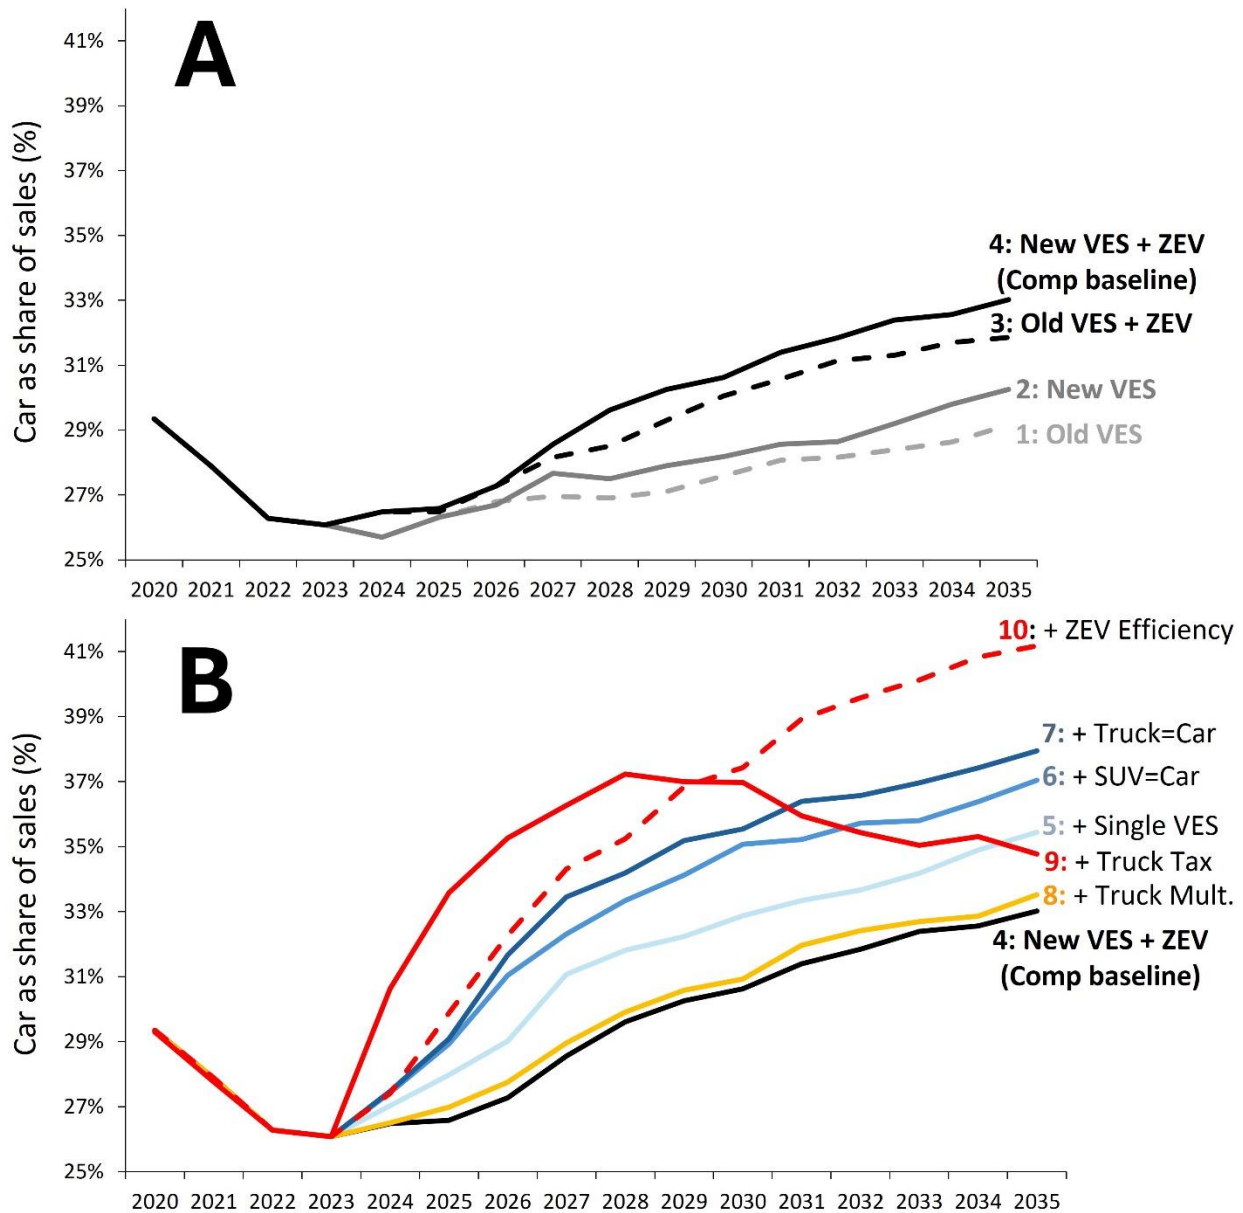 A
Car as share of sales (%)
41%
39%
37%
35%
33%
31%
29%
27%
25%
4: New VES + ZEV
(Comp baseline)
3: Old VES + ZEV
2: New VES
1: Old VES
2020 2021 2022 2023 2024 2025 2026 2027 2028 2029 2030 2031 2032 2033 2034 2035
B
Car as share of sales (%)
41%
39%
37%
35%
33%
31%
29%
27%
25%
10: + ZEV Efficiency
7: + Truck=Car
6: + SUV=Car
5: + Single VES
9: + Truck Tax
8: + Truck Mult.
4: New VES + ZEV
(Comp baseline)
2020 2021 2022 2023 2024 2025 2026 2027 2028 2029 2030 2031 2032 2033 2034 2035